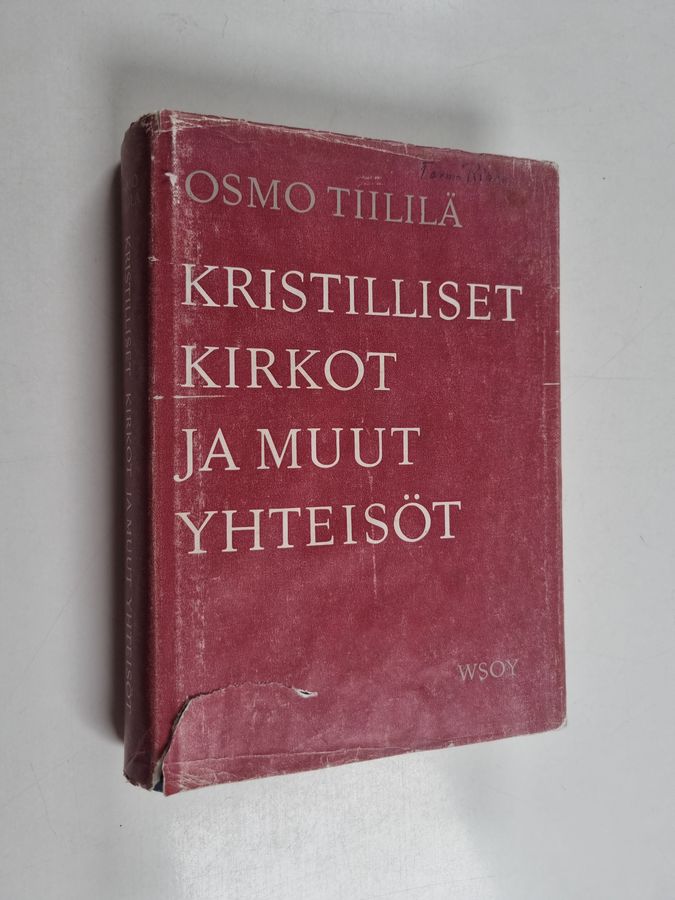 OSMO TIILILÄ
KRISTILLISET
KIRKOT
JA MUUT
YHTEISÖT
WSOY
KRISTILLISET KIRKOT JA MUUT YHTEISÖT